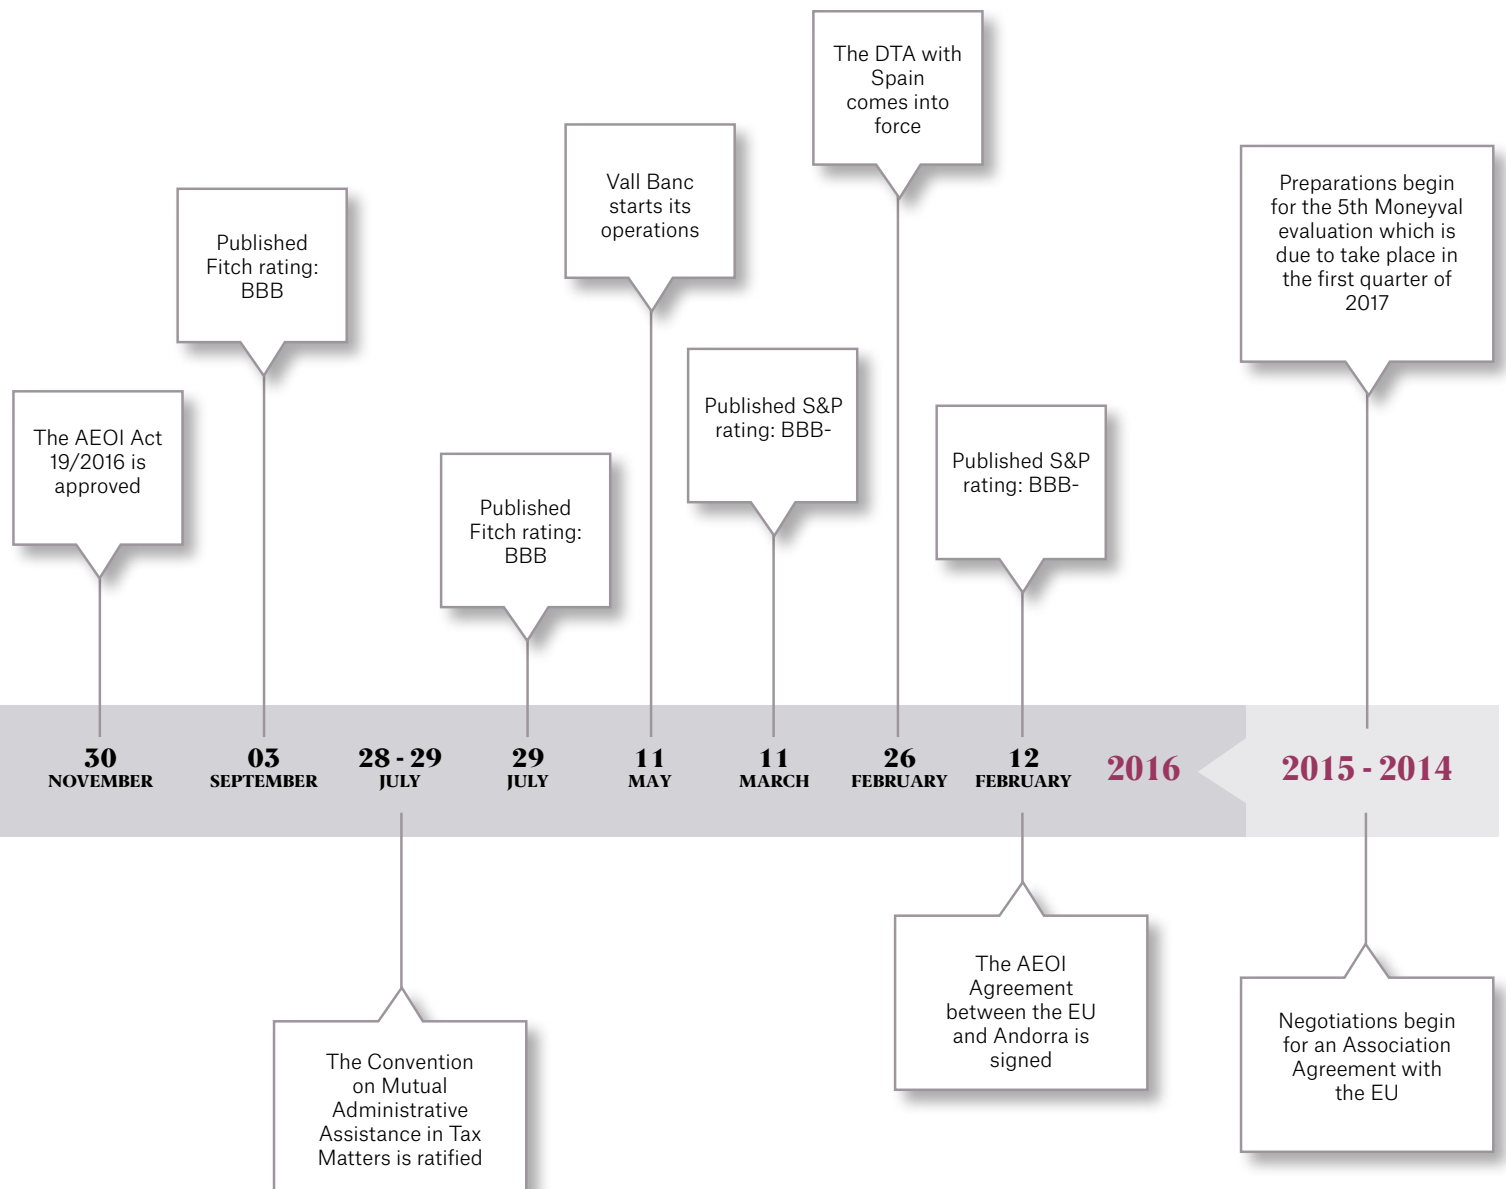 The DTA with
Spain
comes into
force
Vall Banc
starts its
operations
Preparations begin
for the 5th Moneyval
evaluation which is
due to take place in
the first quarter of
2017
Published
Fitch rating:
BBB
Published S&P
rating: BBB-
The AEOI Act
19/2016 is
approved
Published S&P
rating: BBB-
Published
Fitch rating:
BBB
30
NOVEMBER
03
SEPTEMBER
28 - 29
JULY
29
JULY
11
MAY
11
MARCH
26
FEBRUARY
12
FEBRUARY
2016
2015 - 2014
The AEOI
Agreement
between the EU
and Andorra is
signed
Negotiations begin
for an Association
Agreement with
the EU
The Convention
on Mutual
Administrative
Assistance in Tax
Matters is ratified